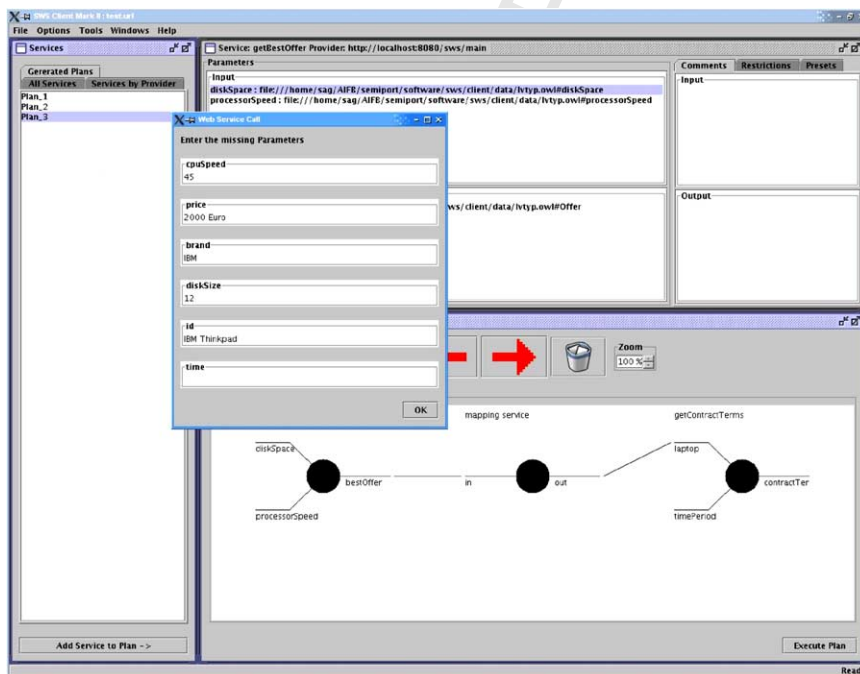 SWS Client Mark II : test.url
File Options Tools Windows Help
Services
Gererated Plans
All Services Services by Provider
Plan_1
Plan_2
Plan_3
Add Service to Plan ->
Service: getBestOffer Provider: http://localhost:8080/sws/main
Parameters
Input
diskSpace : file:///home/sag/AIFB/semiport/software/sws/client/data/lvtyp.owl#diskSpace
processorSpeed : file:///home/sag/AIFB/semiport/software/sws/client/data/lvtyp.owl#processorSpeed
ws/client/data/lvtyp.owl#Offer
Comments Restrictions Presets
Input
Output
Web Service Call
Enter the missing Parameters
cpuSpeed
45
price
2000 Euro
brand
IBM
diskSize
12
id
IBM Thinkpad
time
OK
Zoom
100 %
mapping service
getContractTerms
diskSpace
laptop
bestOffer
in
out
contractTer
processorSpeed
timePeriod
Execute Plan
Read